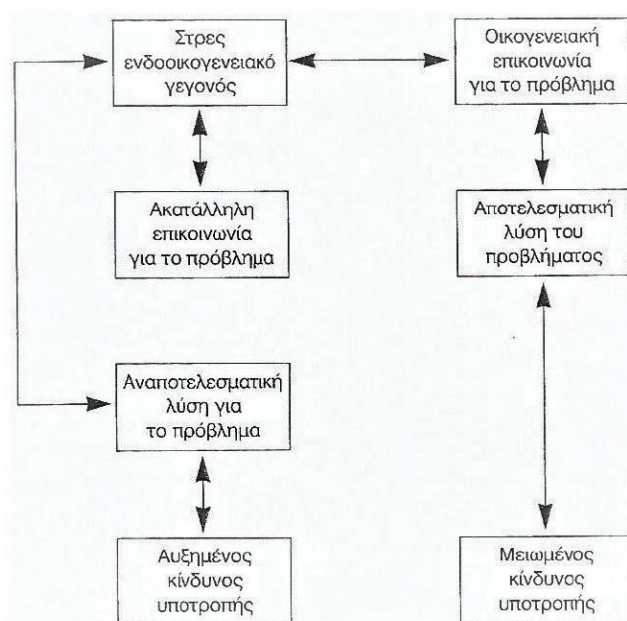 Στρες
ενδοοικογενειακό
γεγονός
Οικογενειακή
επικοινωνία
για το πρόβλημα
Ακατάλληλη
επικοινωνία
για το πρόβλημα
Αποτελεσματική
λύση του
προβλήματος
Αναποτελεσματική
λύση για
το πρόβλημα
Αυξημένος
κίνδυνος
υποτροπής
Μειωμένος
κίνδυνος
υποτροπής